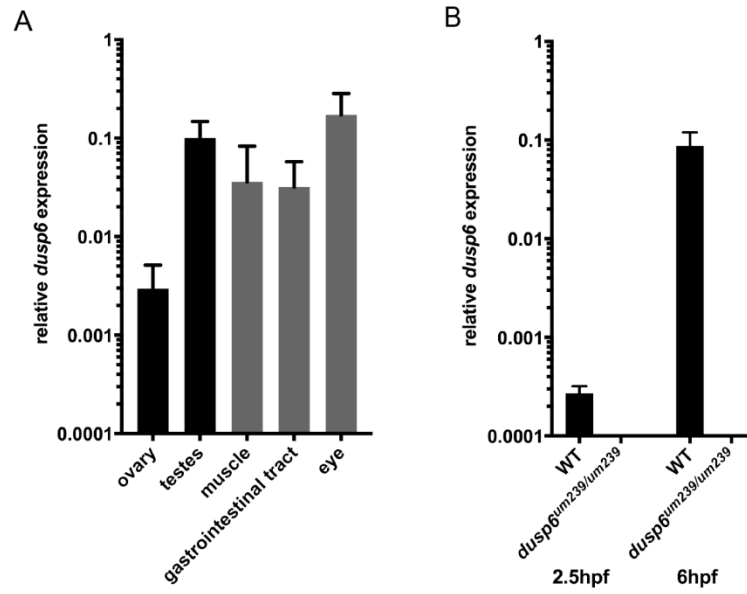 A
relative dusp6 expression
1
0.1
0.01
0.001
0.0001
ovary
testes
muscle
gastrointestinal tract
eye
B
relative dusp6 expression
1
0.1
0.01
0.001
0.0001
WT
dusp6um239/um239
WT
dusp6um239/um239
2.5hpf
6hpf